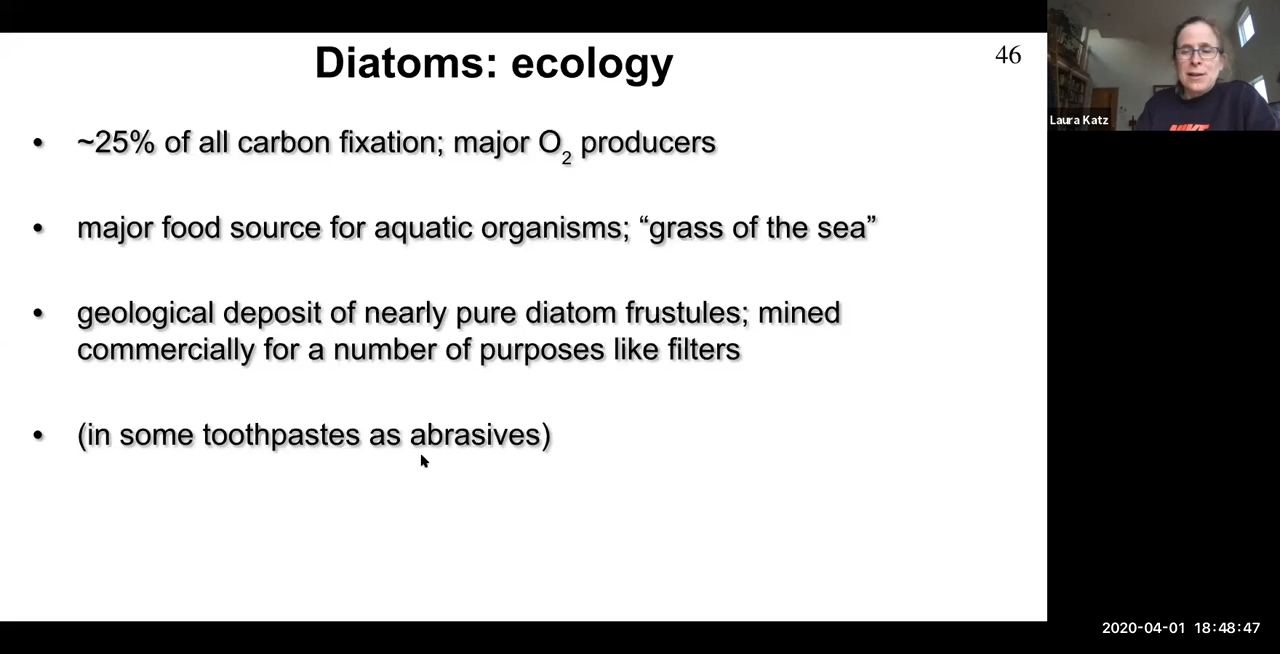 Diatoms: ecology
46
• ~25% of all carbon fixation; major O₂ producers
• major food source for aquatic organisms; “grass of the sea”
• geological deposit of nearly pure diatom frustules; mined
commercially for a number of purposes like filters
• (in some toothpastes as abrasives)
Laura Katz
NIKE
2020-04-01 18:48:47